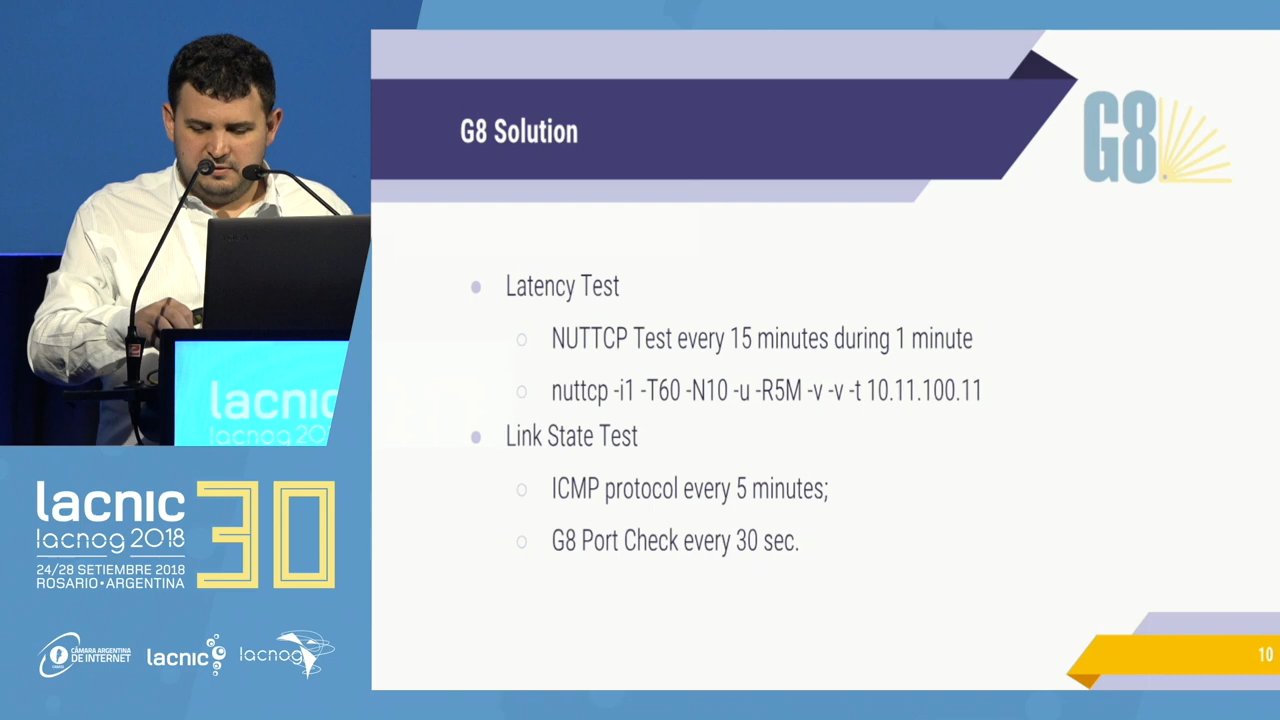 G8 Solution
G8
Latency Test
NUTTCP Test every 15 minutes during 1 minute
nuttcp -i1 -T60 -N10 -u -R5M -v -v -t 10.11.100.11
Link State Test
ICMP protocol every 5 minutes;
G8 Port Check every 30 sec.
10
lacnic
lacnog 201
lacnic 30
lacnog 2018
24/28 SETIEMBRE 2018
ROSARIO•ARGENTINA
CÁMARA ARGENTINA
DE INTERNET
lacnic
lacnog